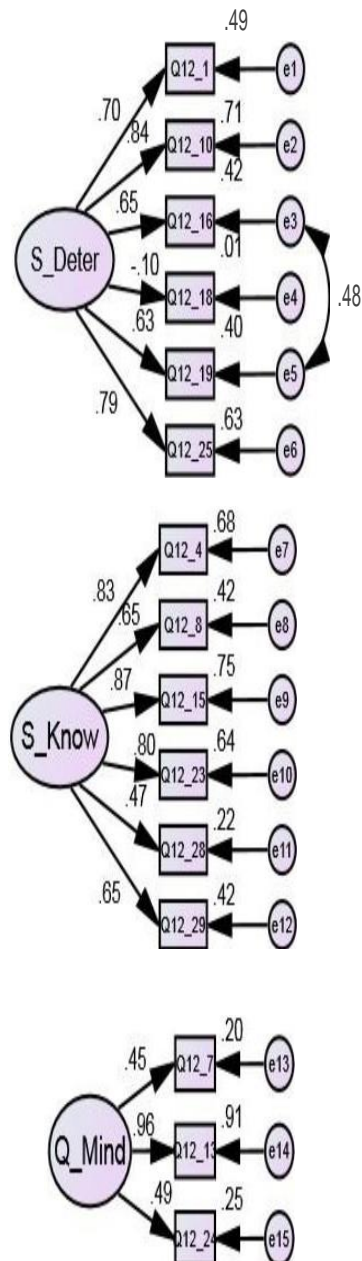 .49
Q12_1 e1
.70 .71
.84 Q12_10 e2
.42
.65 Q12_16 e3
.01
S_Deter -.10 Q12_18 e4 .48
.63 .40
Q12_19 e5
.79 .63
Q12_25 e6
.68
Q12_4 e7
.83 .42
.65 Q12_8 e8
.75
.87 Q12_15 e9
S_Know .80 .64
Q12_23 e10
.47 .22
Q12_28 e11
.65 .42
Q12_29 e12
.20
.45 Q12_7 e13
.96 .91
Q_Mind Q12_13 e14
.49 .25
Q12_24 e15